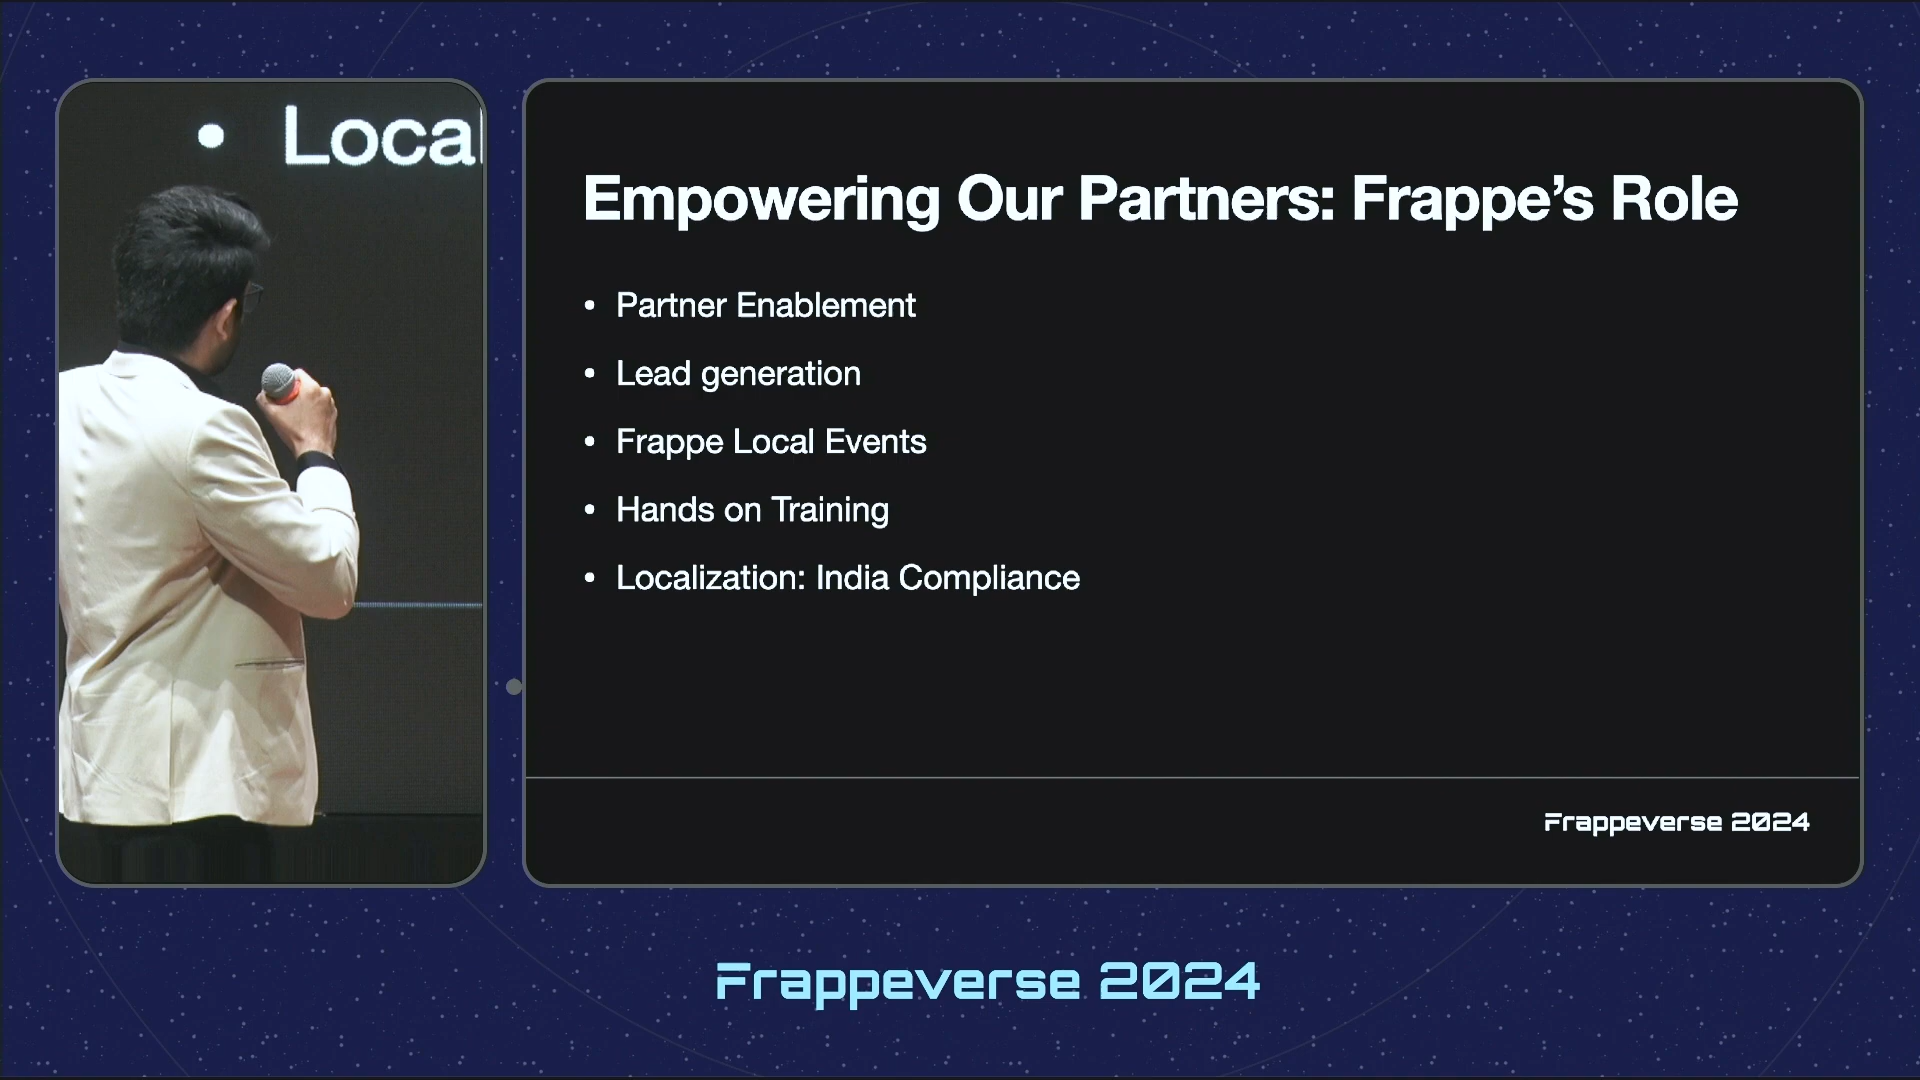 • Local
Empowering Our Partners: Frappe’s Role
• Partner Enablement
• Lead generation
• Frappe Local Events
• Hands on Training
• Localization: India Compliance
Frappeverse 2024
Frappeverse 2024